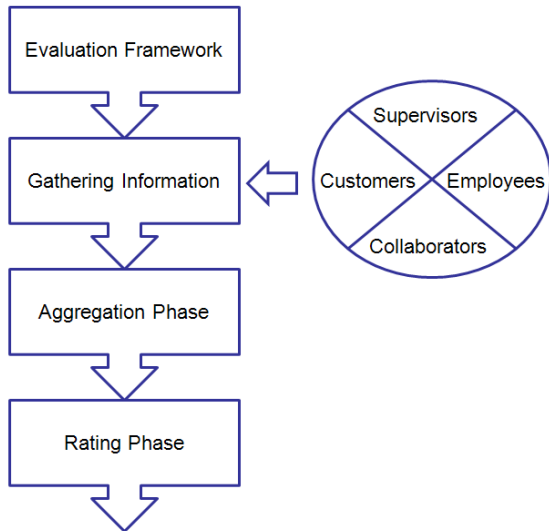 Evaluation Framework
Supervisors
Gathering Information
Customers
Employees
Collaborators
Aggregation Phase
Rating Phase